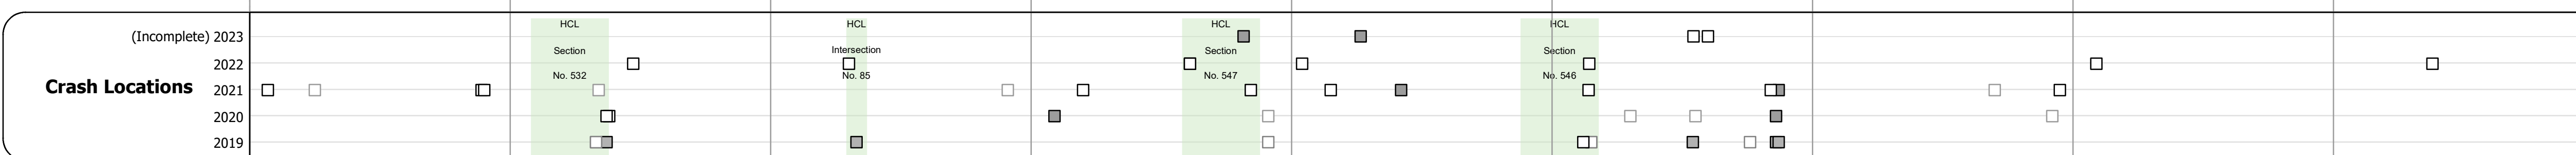 HCL HCL HCL HCL
(Incomplete) 2023
Section Intersection Section Section
2022
No. 532 No. 85 No. 547 No. 546
Crash Locations
2021
2020
2019